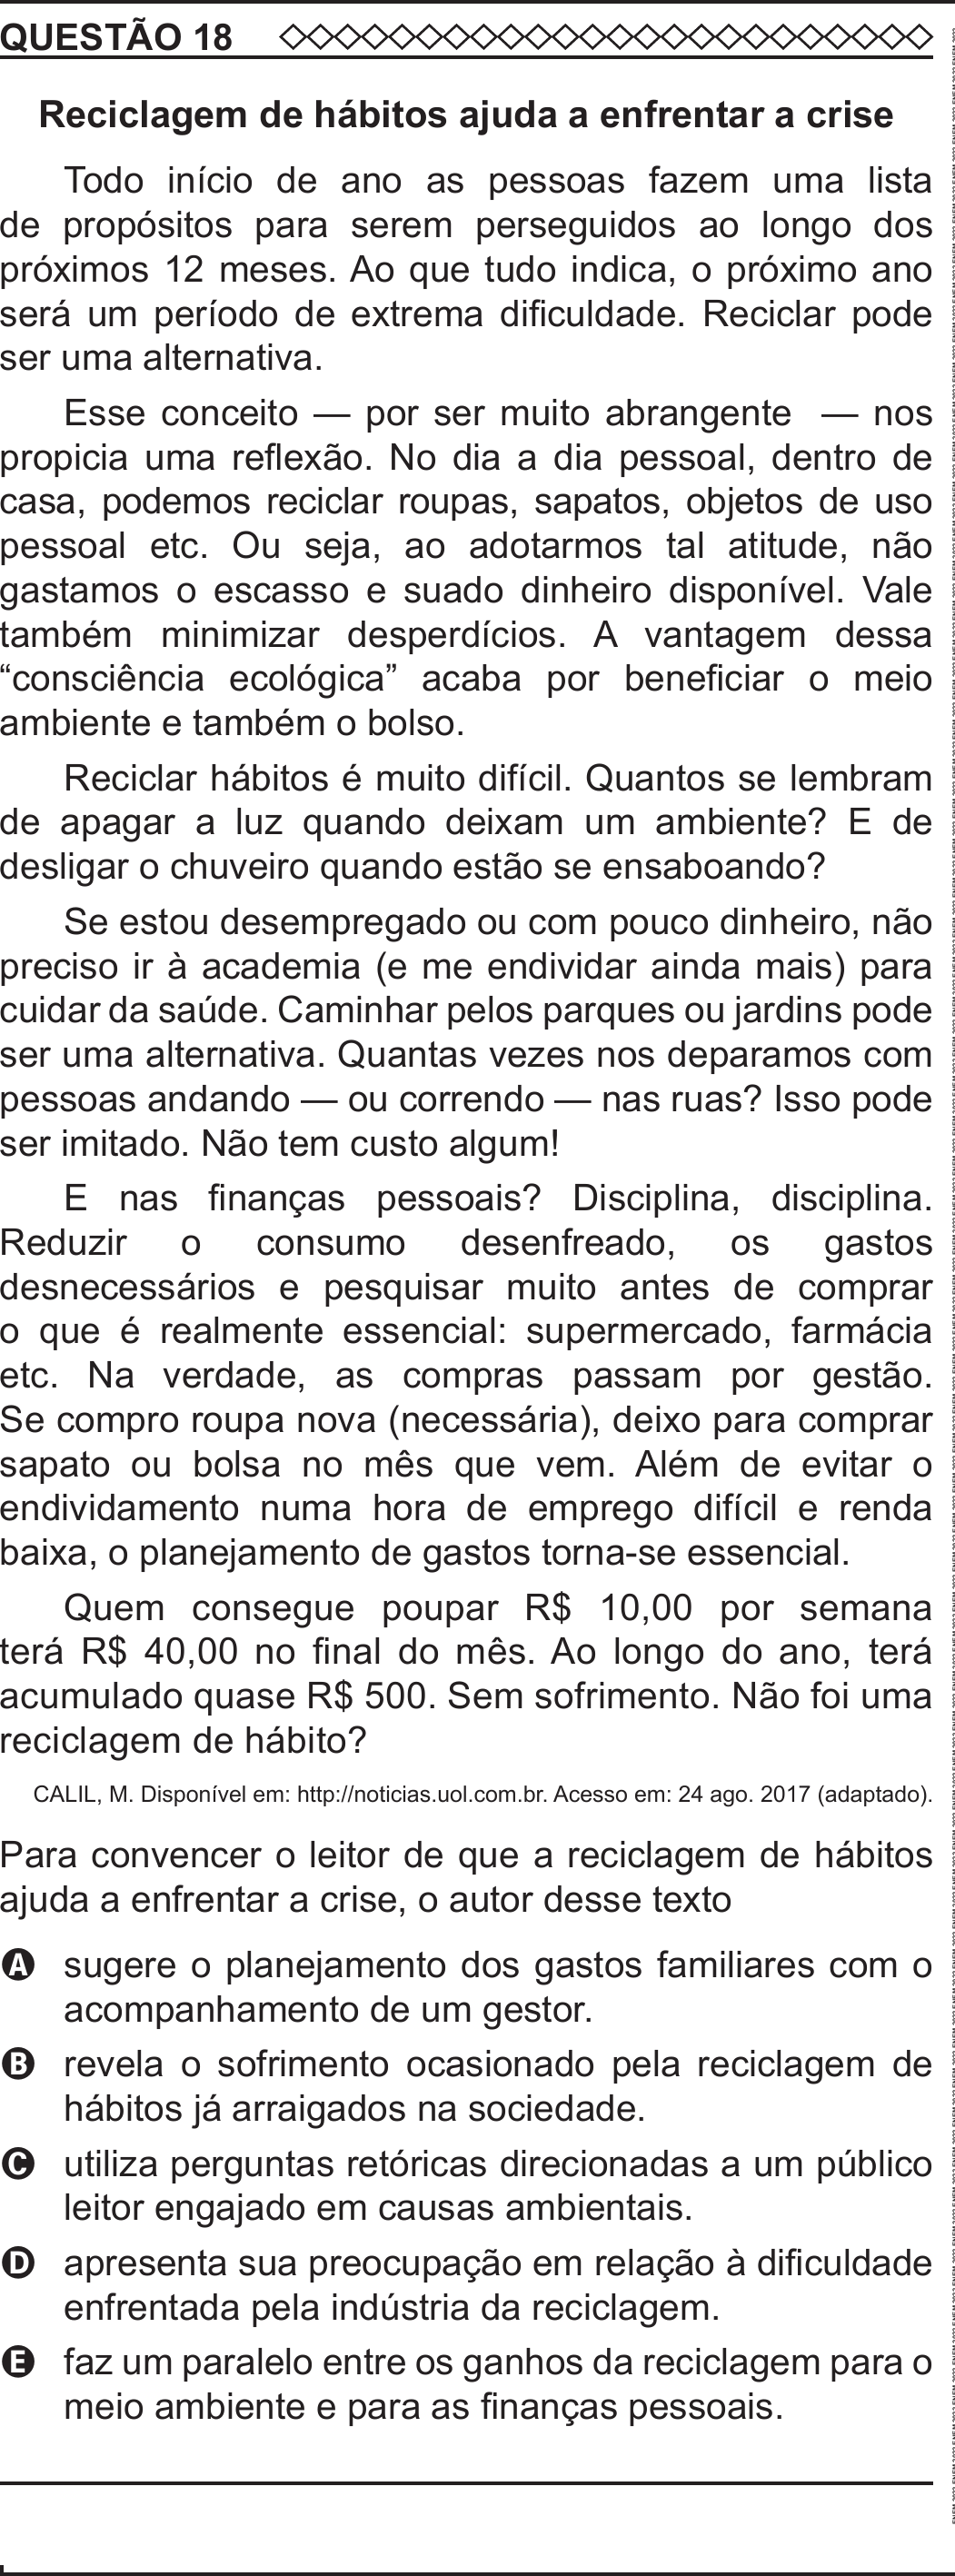 QUESTÃO 18
Reciclagem de hábitos ajuda a enfrentar a crise
Todo início de ano as pessoas fazem uma lista
de propósitos para serem perseguidos ao longo dos
próximos 12 meses. Ao que tudo indica, o próximo ano
será um período de extrema dificuldade. Reciclar pode
ser uma alternativa.
Esse conceito — por ser muito abrangente — nos
propicia uma reflexão. No dia a dia pessoal, dentro de
casa, podemos reciclar roupas, sapatos, objetos de uso
pessoal etc. Ou seja, ao adotarmos tal atitude, não
gastamos o escasso e suado dinheiro disponível. Vale
também minimizar desperdícios. A vantagem dessa
“consciência ecológica” acaba por beneficiar o meio
ambiente e também o bolso.
Reciclar hábitos é muito difícil. Quantos se lembram
de apagar a luz quando deixam um ambiente? E de
desligar o chuveiro quando estão se ensaboando?
Se estou desempregado ou com pouco dinheiro, não
preciso ir à academia (e me endividar ainda mais) para
cuidar da saúde. Caminhar pelos parques ou jardins pode
ser uma alternativa. Quantas vezes nos deparamos com
pessoas andando — ou correndo — nas ruas? Isso pode
ser imitado. Não tem custo algum!
E nas finanças pessoais? Disciplina, disciplina.
Reduzir o consumo desenfreado, os gastos
desnecessários e pesquisar muito antes de comprar
o que é realmente essencial: supermercado, farmácia
etc. Na verdade, as compras passam por gestão.
Se compro roupa nova (necessária), deixo para comprar
sapato ou bolsa no mês que vem. Além de evitar o
endividamento numa hora de emprego difícil e renda
baixa, o planejamento de gastos torna-se essencial.
Quem consegue poupar R$ 10,00 por semana
terá R$ 40,00 no final do mês. Ao longo do ano, terá
acumulado quase R$ 500. Sem sofrimento. Não foi uma
reciclagem de hábito?
CALIL, M. Disponível em: http://noticias.uol.com.br. Acesso em: 24 ago. 2017 (adaptado).
Para convencer o leitor de que a reciclagem de hábitos
ajuda a enfrentar a crise, o autor desse texto
A sugere o planejamento dos gastos familiares com o
acompanhamento de um gestor.
B revela o sofrimento ocasionado pela reciclagem de
hábitos já arraigados na sociedade.
C utiliza perguntas retóricas direcionadas a um público
leitor engajado em causas ambientais.
D apresenta sua preocupação em relação à dificuldade
enfrentada pela indústria da reciclagem.
E faz um paralelo entre os ganhos da reciclagem para o
meio ambiente e para as finanças pessoais.